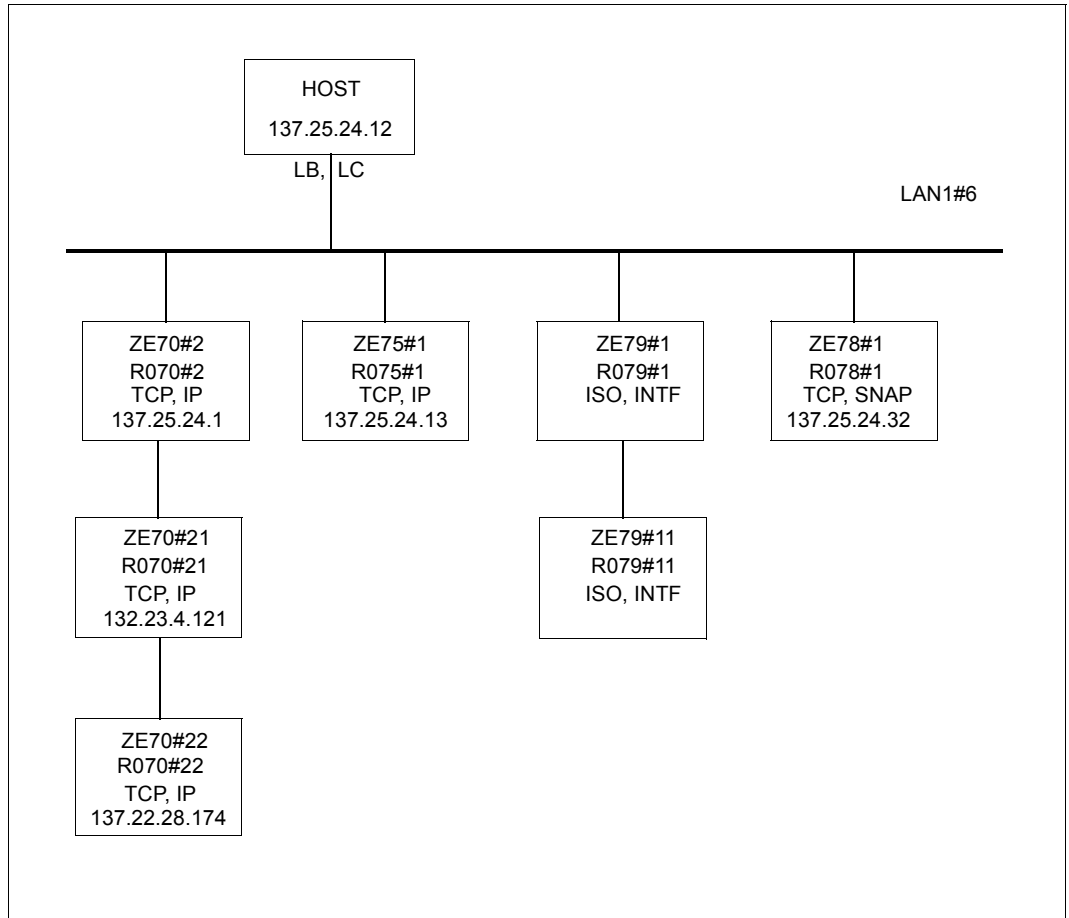 HOST
137.25.24.12
LB, LC
LAN1#6
ZE70#2
R070#2
TCP, IP
137.25.24.1
ZE75#1
R075#1
TCP, IP
137.25.24.13
ZE79#1
R079#1
ISO, INTF
ZE78#1
R078#1
TCP, SNAP
137.25.24.32
ZE70#21
R070#21
TCP, IP
132.23.4.121
ZE79#11
R079#11
ISO, INTF
ZE70#22
R070#22
TCP, IP
137.22.28.174